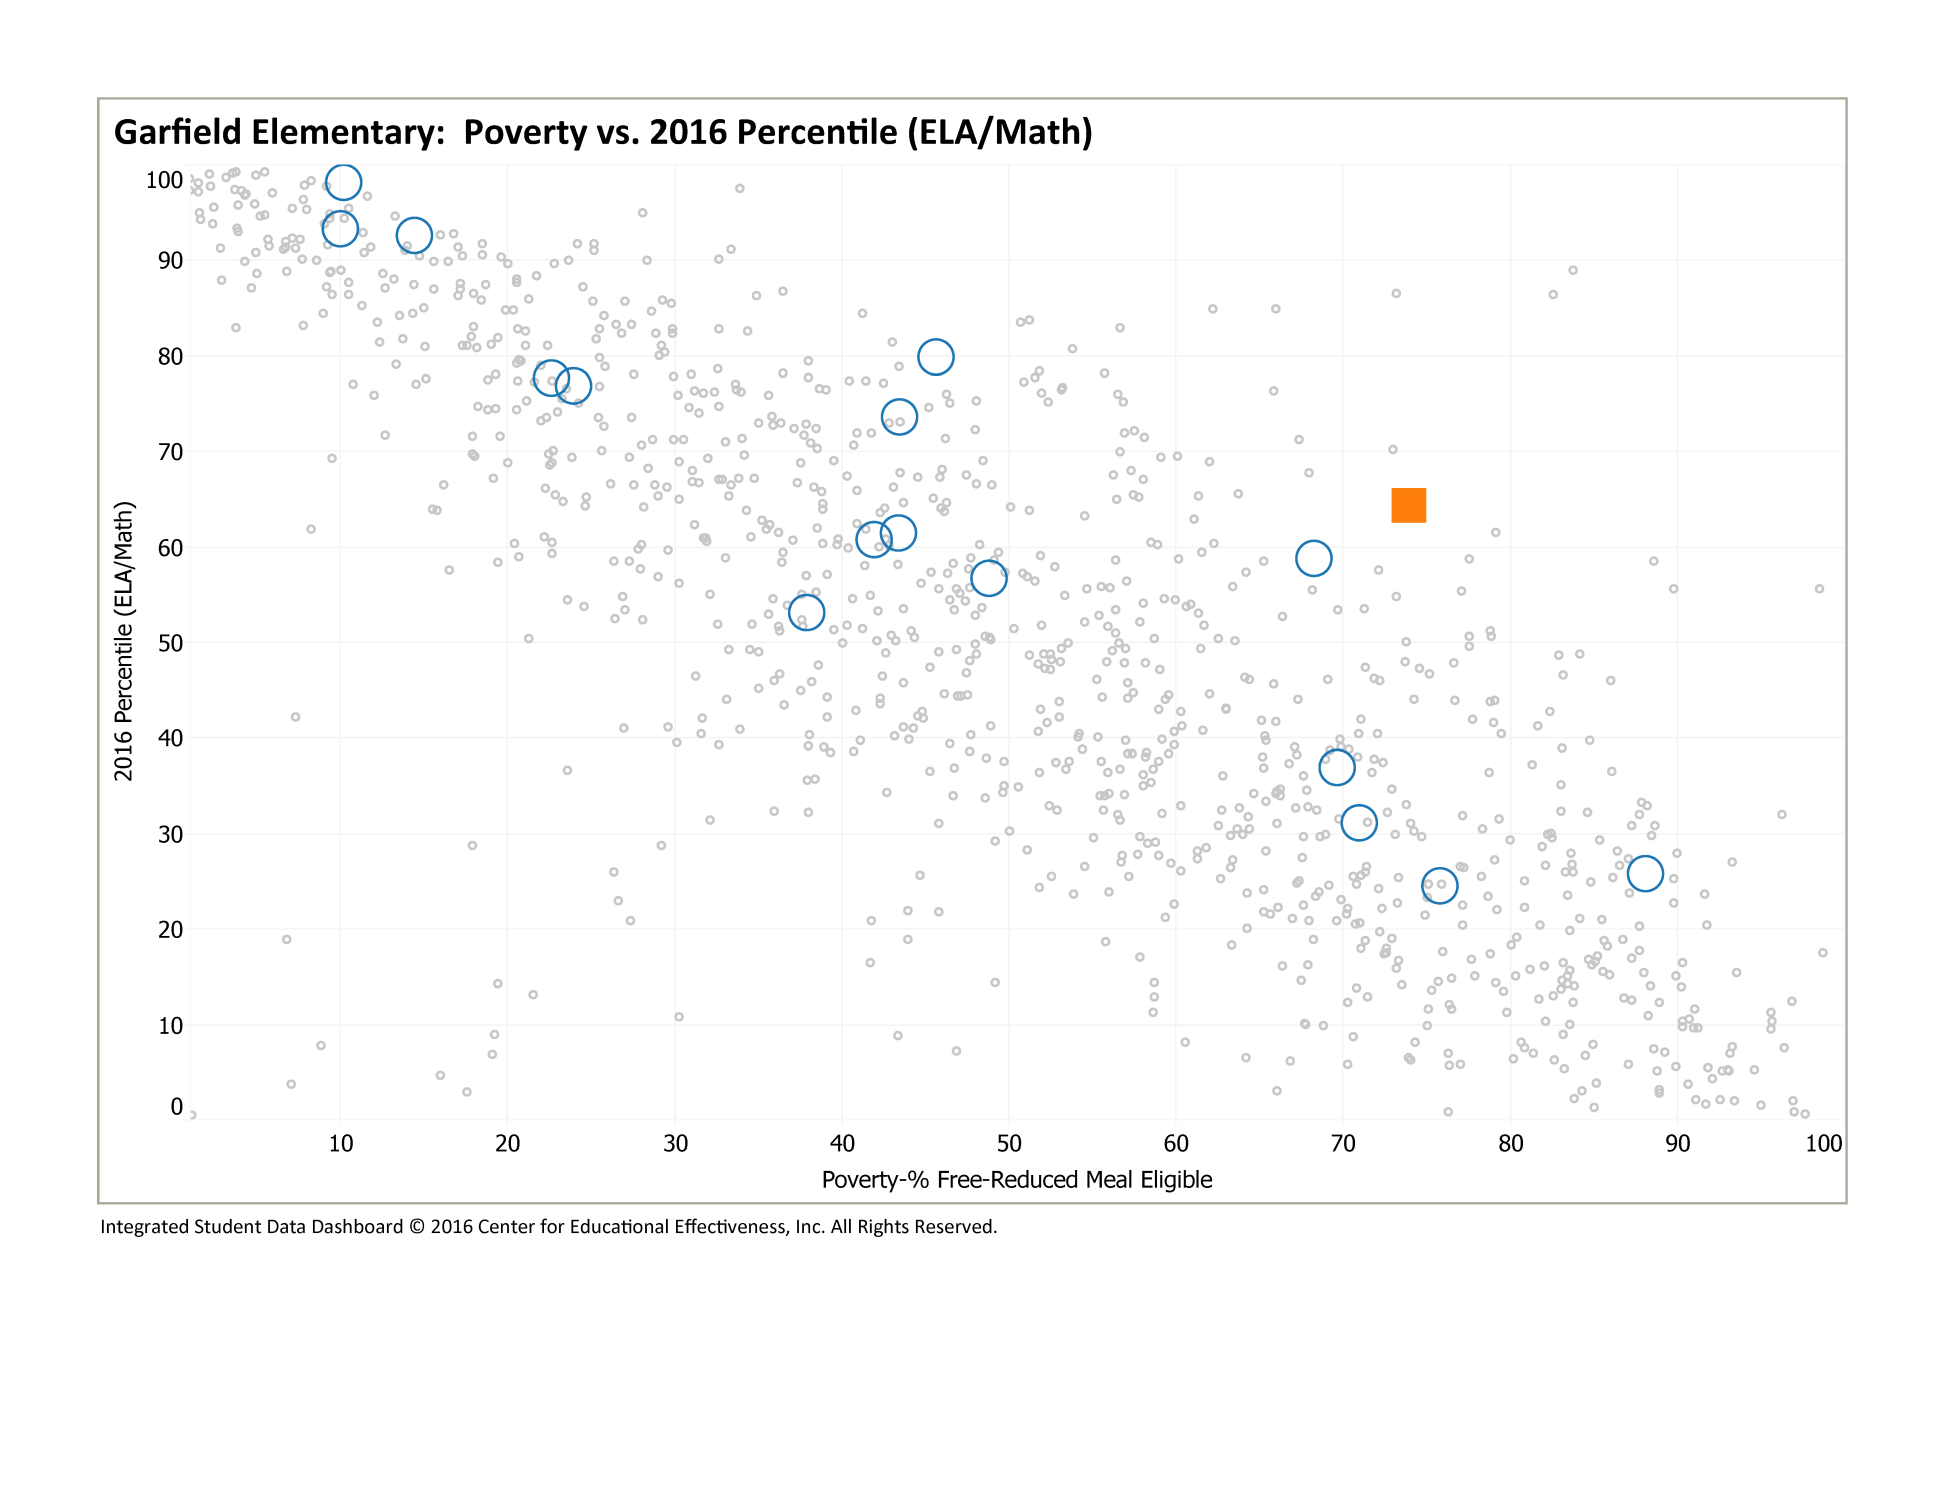 Garfield Elementary:  Poverty vs. 2016 Percentile (ELA/Math)
100
90
80
70
60
50
40
30
20
10
0
2016 Percentile (ELA/Math)
10 20 30 40 50 60 70 80 90 100
Poverty-% Free-Reduced Meal Eligible
Integrated Student Data Dashboard © 2016 Center for Educational Effectiveness, Inc. All Rights Reserved.